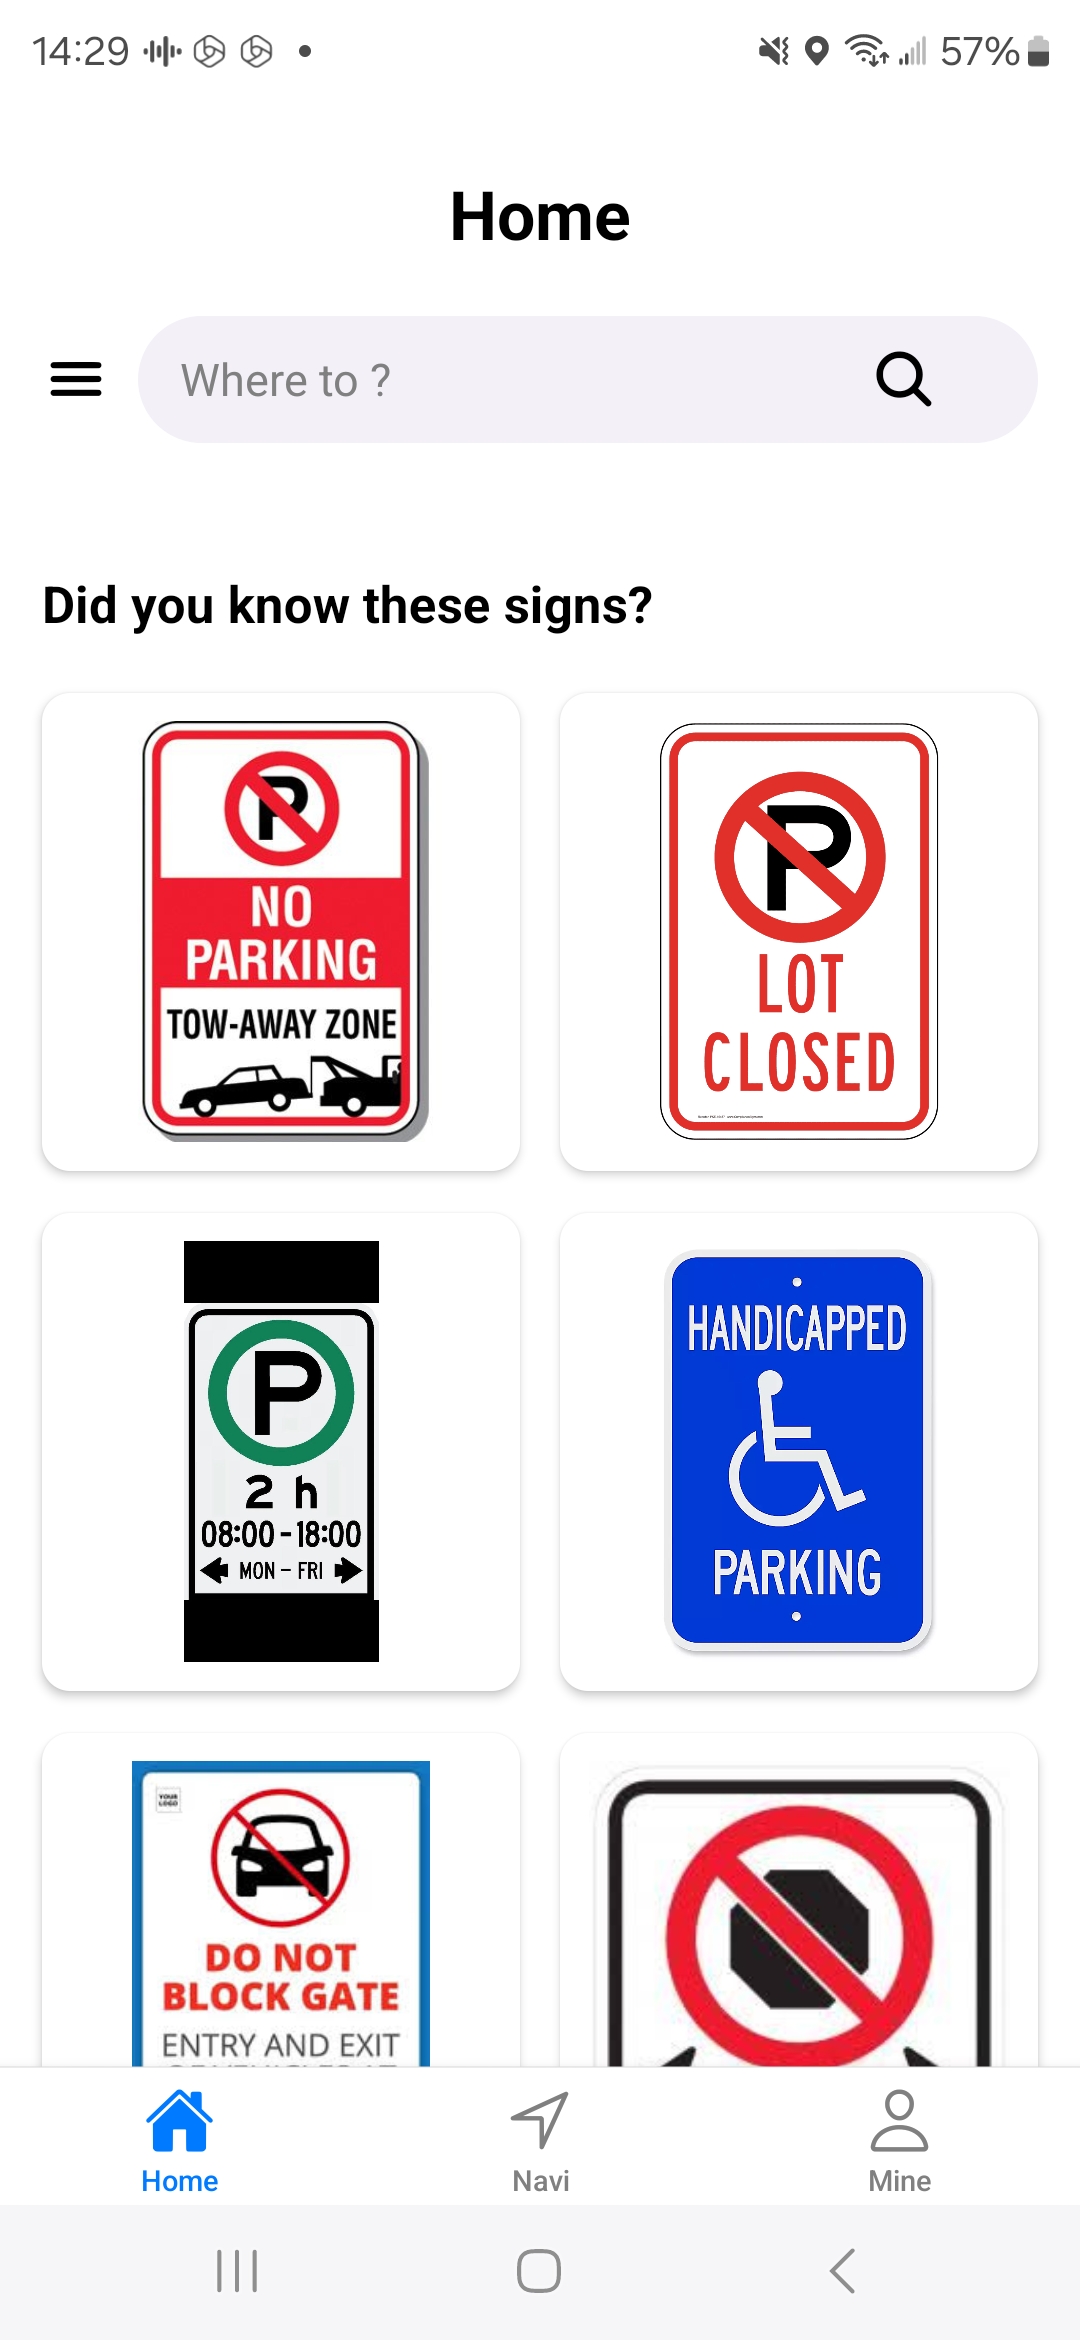 14:29
57%
Home
Where to ?
Did you know these signs?
P
NO
PARKING
TOW-AWAY ZONE
P
LOT
CLOSED
P
2 h
08:00 - 18:00
MON - FRI
HANDICAPPED
PARKING
YOUR
LOGO
DO NOT
BLOCK GATE
ENTRY AND EXIT
Home
Navi
Mine